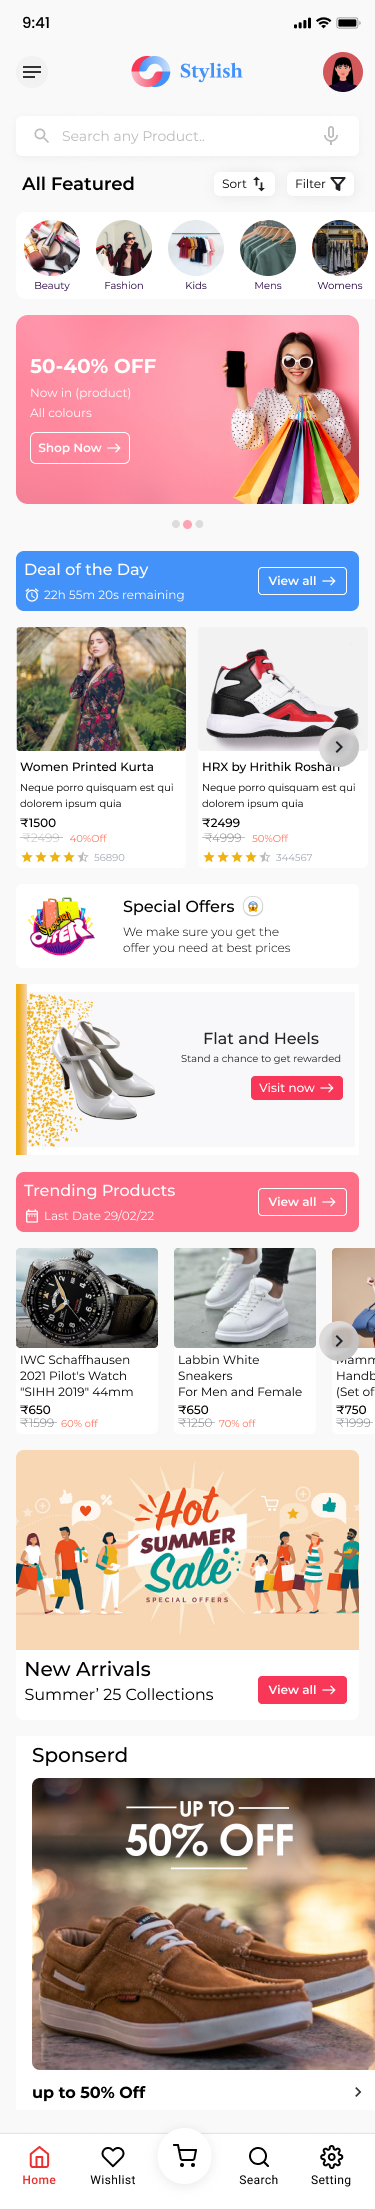 9:41
Stylish
Search any Product..
All Featured
Sort
Filter
Beauty
Fashion
Kids
Mens
Womens
50-40% OFF
Now in (product)
All colours
Shop Now
Deal of the Day
22h 55m 20s remaining
View all
Women Printed Kurta
Neque porro quisquam est qui
dolorem ipsum quia
₹1500
₹2499 40%Off
56890
HRX by Hrithik Roshan
Neque porro quisquam est qui
dolorem ipsum quia
₹2499
₹4999 50%Off
344567
Special OFFER
Special Offers
We make sure you get the
offer you need at best prices
Flat and Heels
Stand a chance to get rewarded
Visit now
Trending Products
Last Date 29/02/22
View all
IWC Schaffhausen
2021 Pilot's Watch
"SIHH 2019" 44mm
₹650
₹1599 60% off
Labbin White
Sneakers
For Men and Female
₹650
₹1250 70% off
Mamm
Handb
(Set of
₹750
₹1999
Hot
SUMMER
Sale
SPECIAL OFFERS
New Arrivals
Summer’ 25 Collections
View all
Sponserd
UP TO
50% OFF
up to 50% Off
Home
Wishlist
Search
Setting